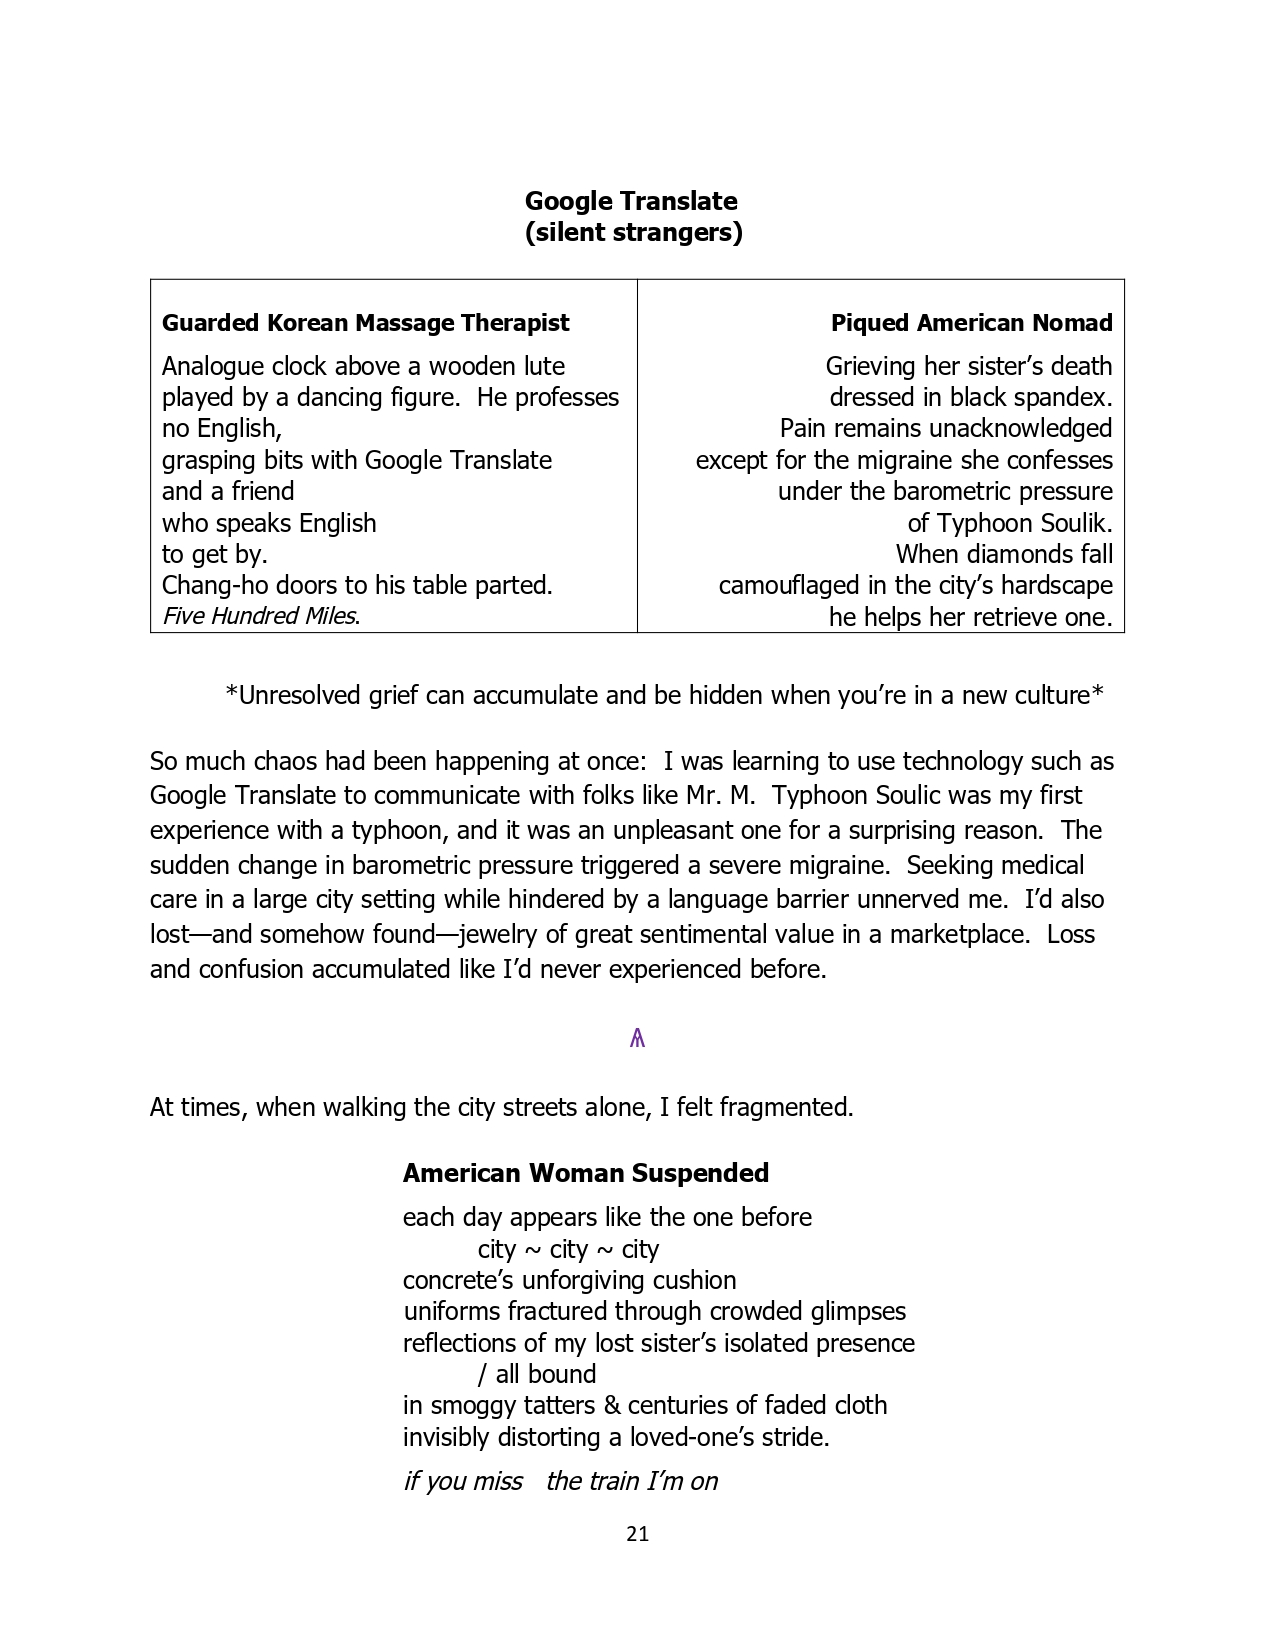 Google Translate
(silent strangers)
Guarded Korean Massage Therapist
Analogue clock above a wooden lute
played by a dancing figure.  He professes
no English,
grasping bits with Google Translate
and a friend
who speaks English
to get by.
Chang-ho doors to his table parted.
Five Hundred Miles.
Piqued American Nomad
Grieving her sister’s death
dressed in black spandex.
Pain remains unacknowledged
except for the migraine she confesses
under the barometric pressure
of Typhoon Soulik.
When diamonds fall
camouflaged in the city’s hardscape
he helps her retrieve one.
*Unresolved grief can accumulate and be hidden when you’re in a new culture*
So much chaos had been happening at once:  I was learning to use technology such as
Google Translate to communicate with folks like Mr. M.  Typhoon Soulic was my first
experience with a typhoon, and it was an unpleasant one for a surprising reason.  The
sudden change in barometric pressure triggered a severe migraine.  Seeking medical
care in a large city setting while hindered by a language barrier unnerved me.  I’d also
lost—and somehow found—jewelry of great sentimental value in a marketplace.  Loss
and confusion accumulated like I’d never experienced before.
At times, when walking the city streets alone, I felt fragmented.
American Woman Suspended
each day appears like the one before
city ~ city ~ city
concrete’s unforgiving cushion
uniforms fractured through crowded glimpses
reflections of my lost sister’s isolated presence
/ all bound
in smoggy tatters & centuries of faded cloth
invisibly distorting a loved-one’s stride.
if you miss   the train I’m on
21